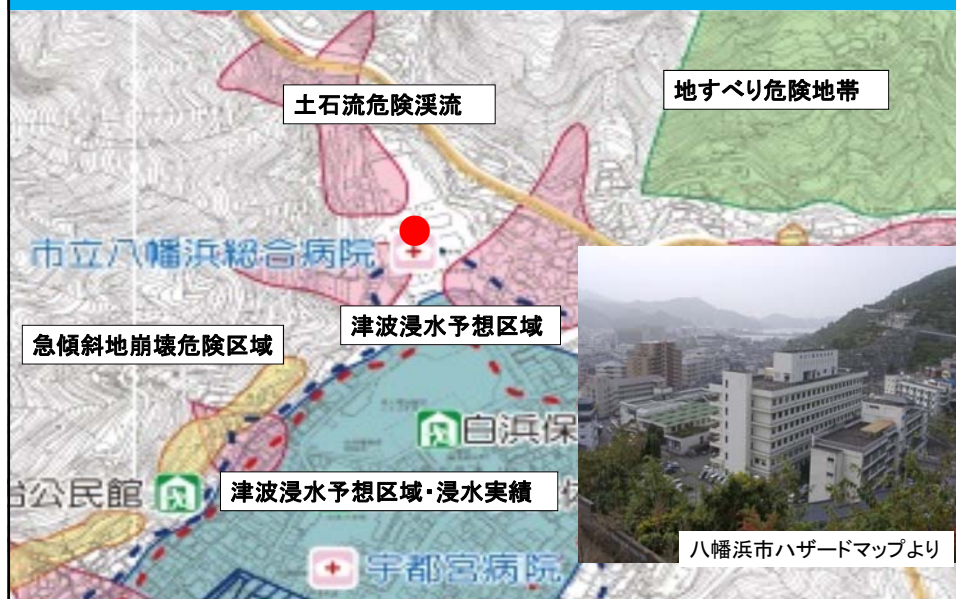 土石流危険渓流
地すべり危険地帯
市立八幡浜総合病院
津波浸水予想区域
急傾斜地崩壊危険区域
白浜保
公民館
津波浸水予想区域・浸水実績
宇都宮病院
八幡浜市ハザードマップより